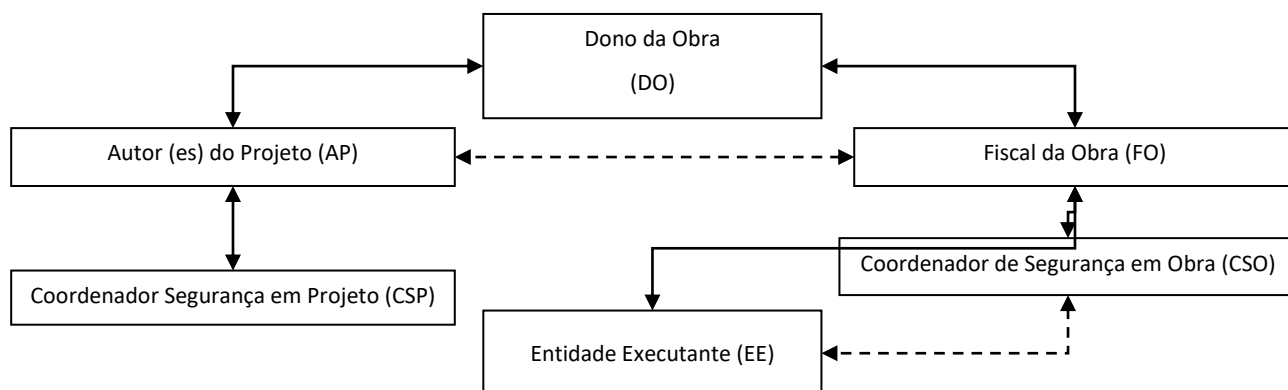 Dono da Obra
(DO)
Autor (es) do Projeto (AP)
Fiscal da Obra (FO)
Coordenador de Segurança em Obra (CSO)
Coordenador Segurança em Projeto (CSP)
Entidade Executante (EE)